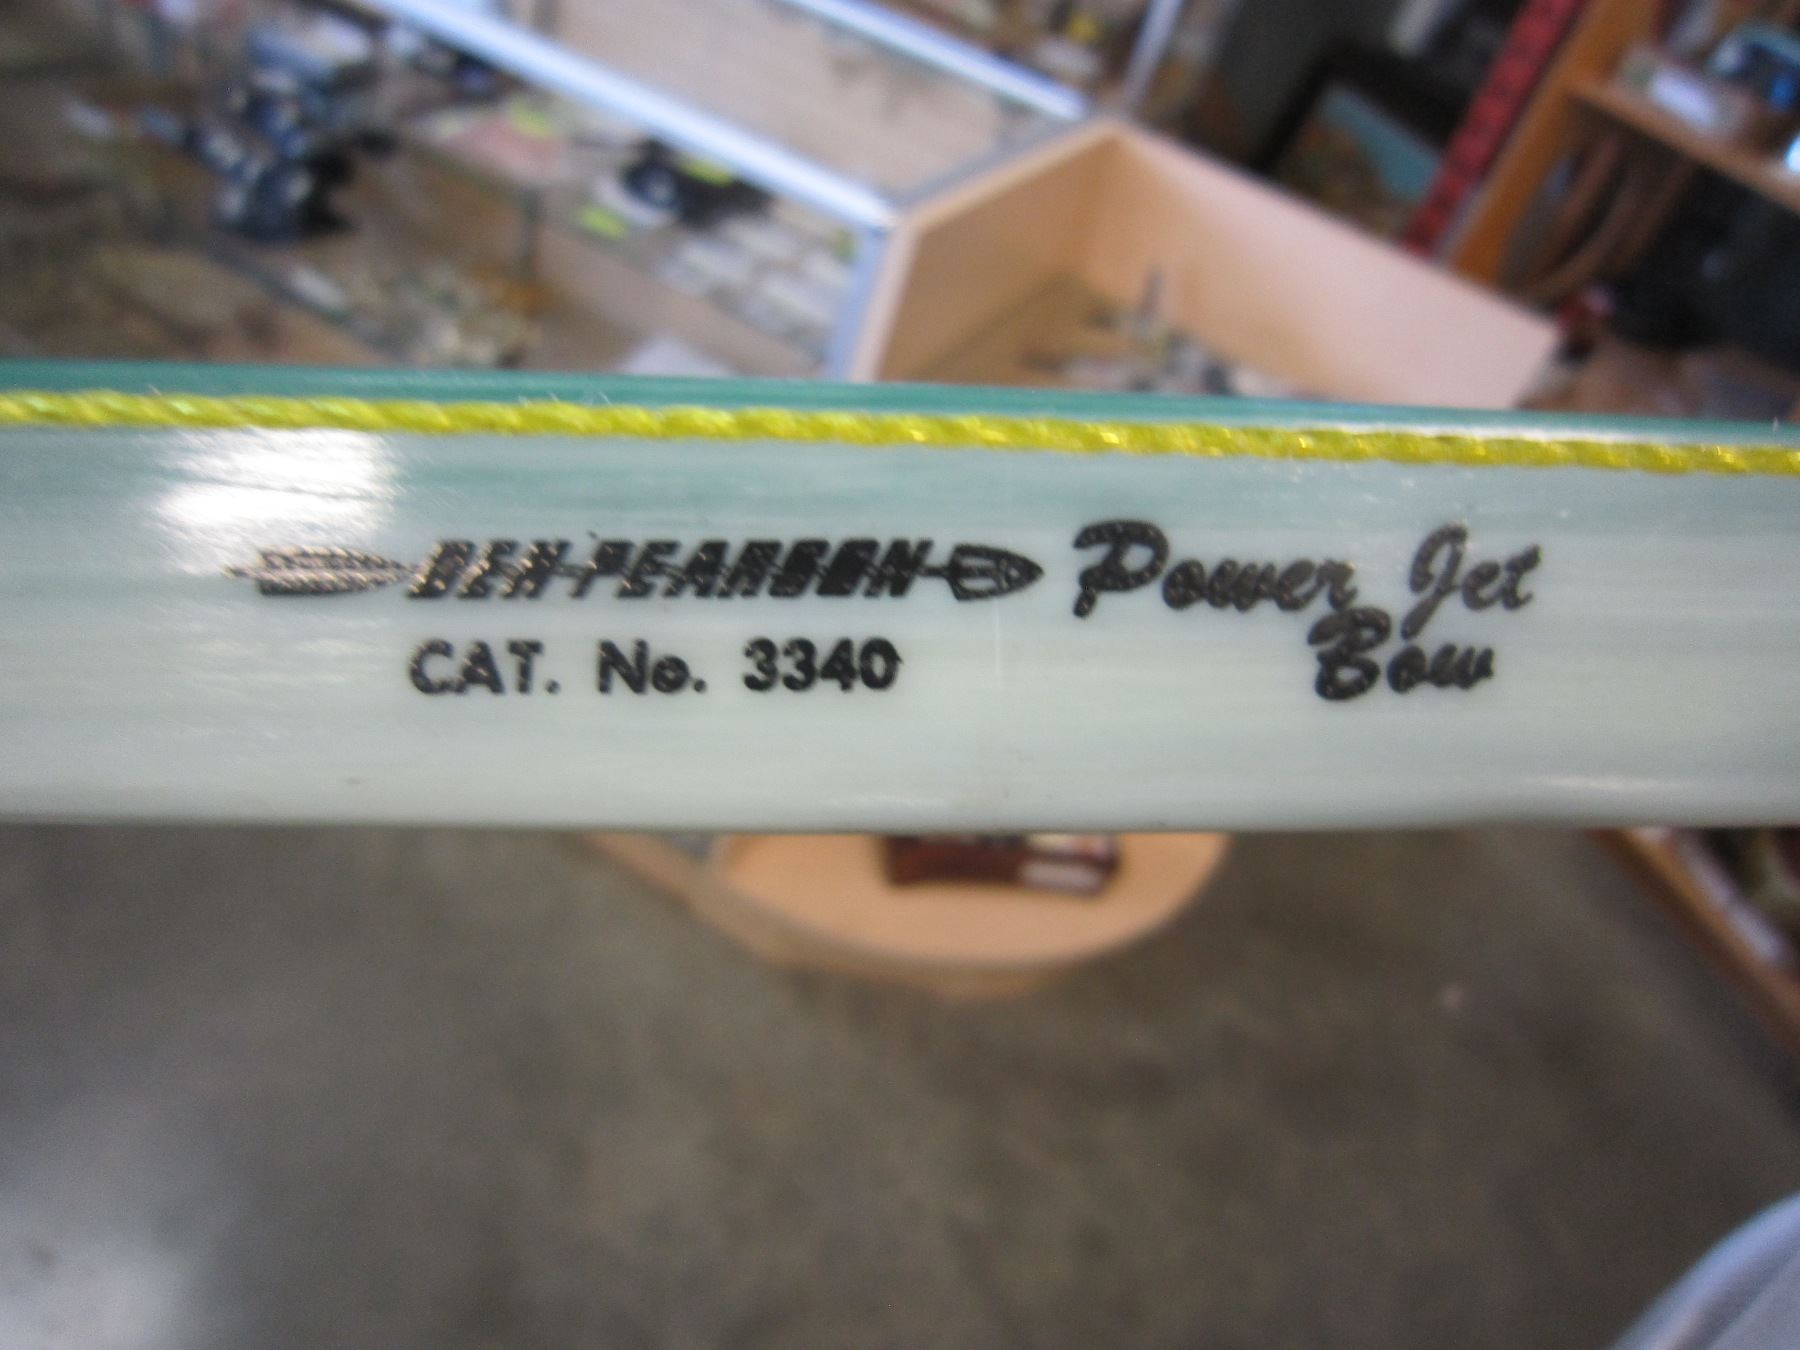 BEN PEARSON Power Jet
CAT. No. 3340 Bow